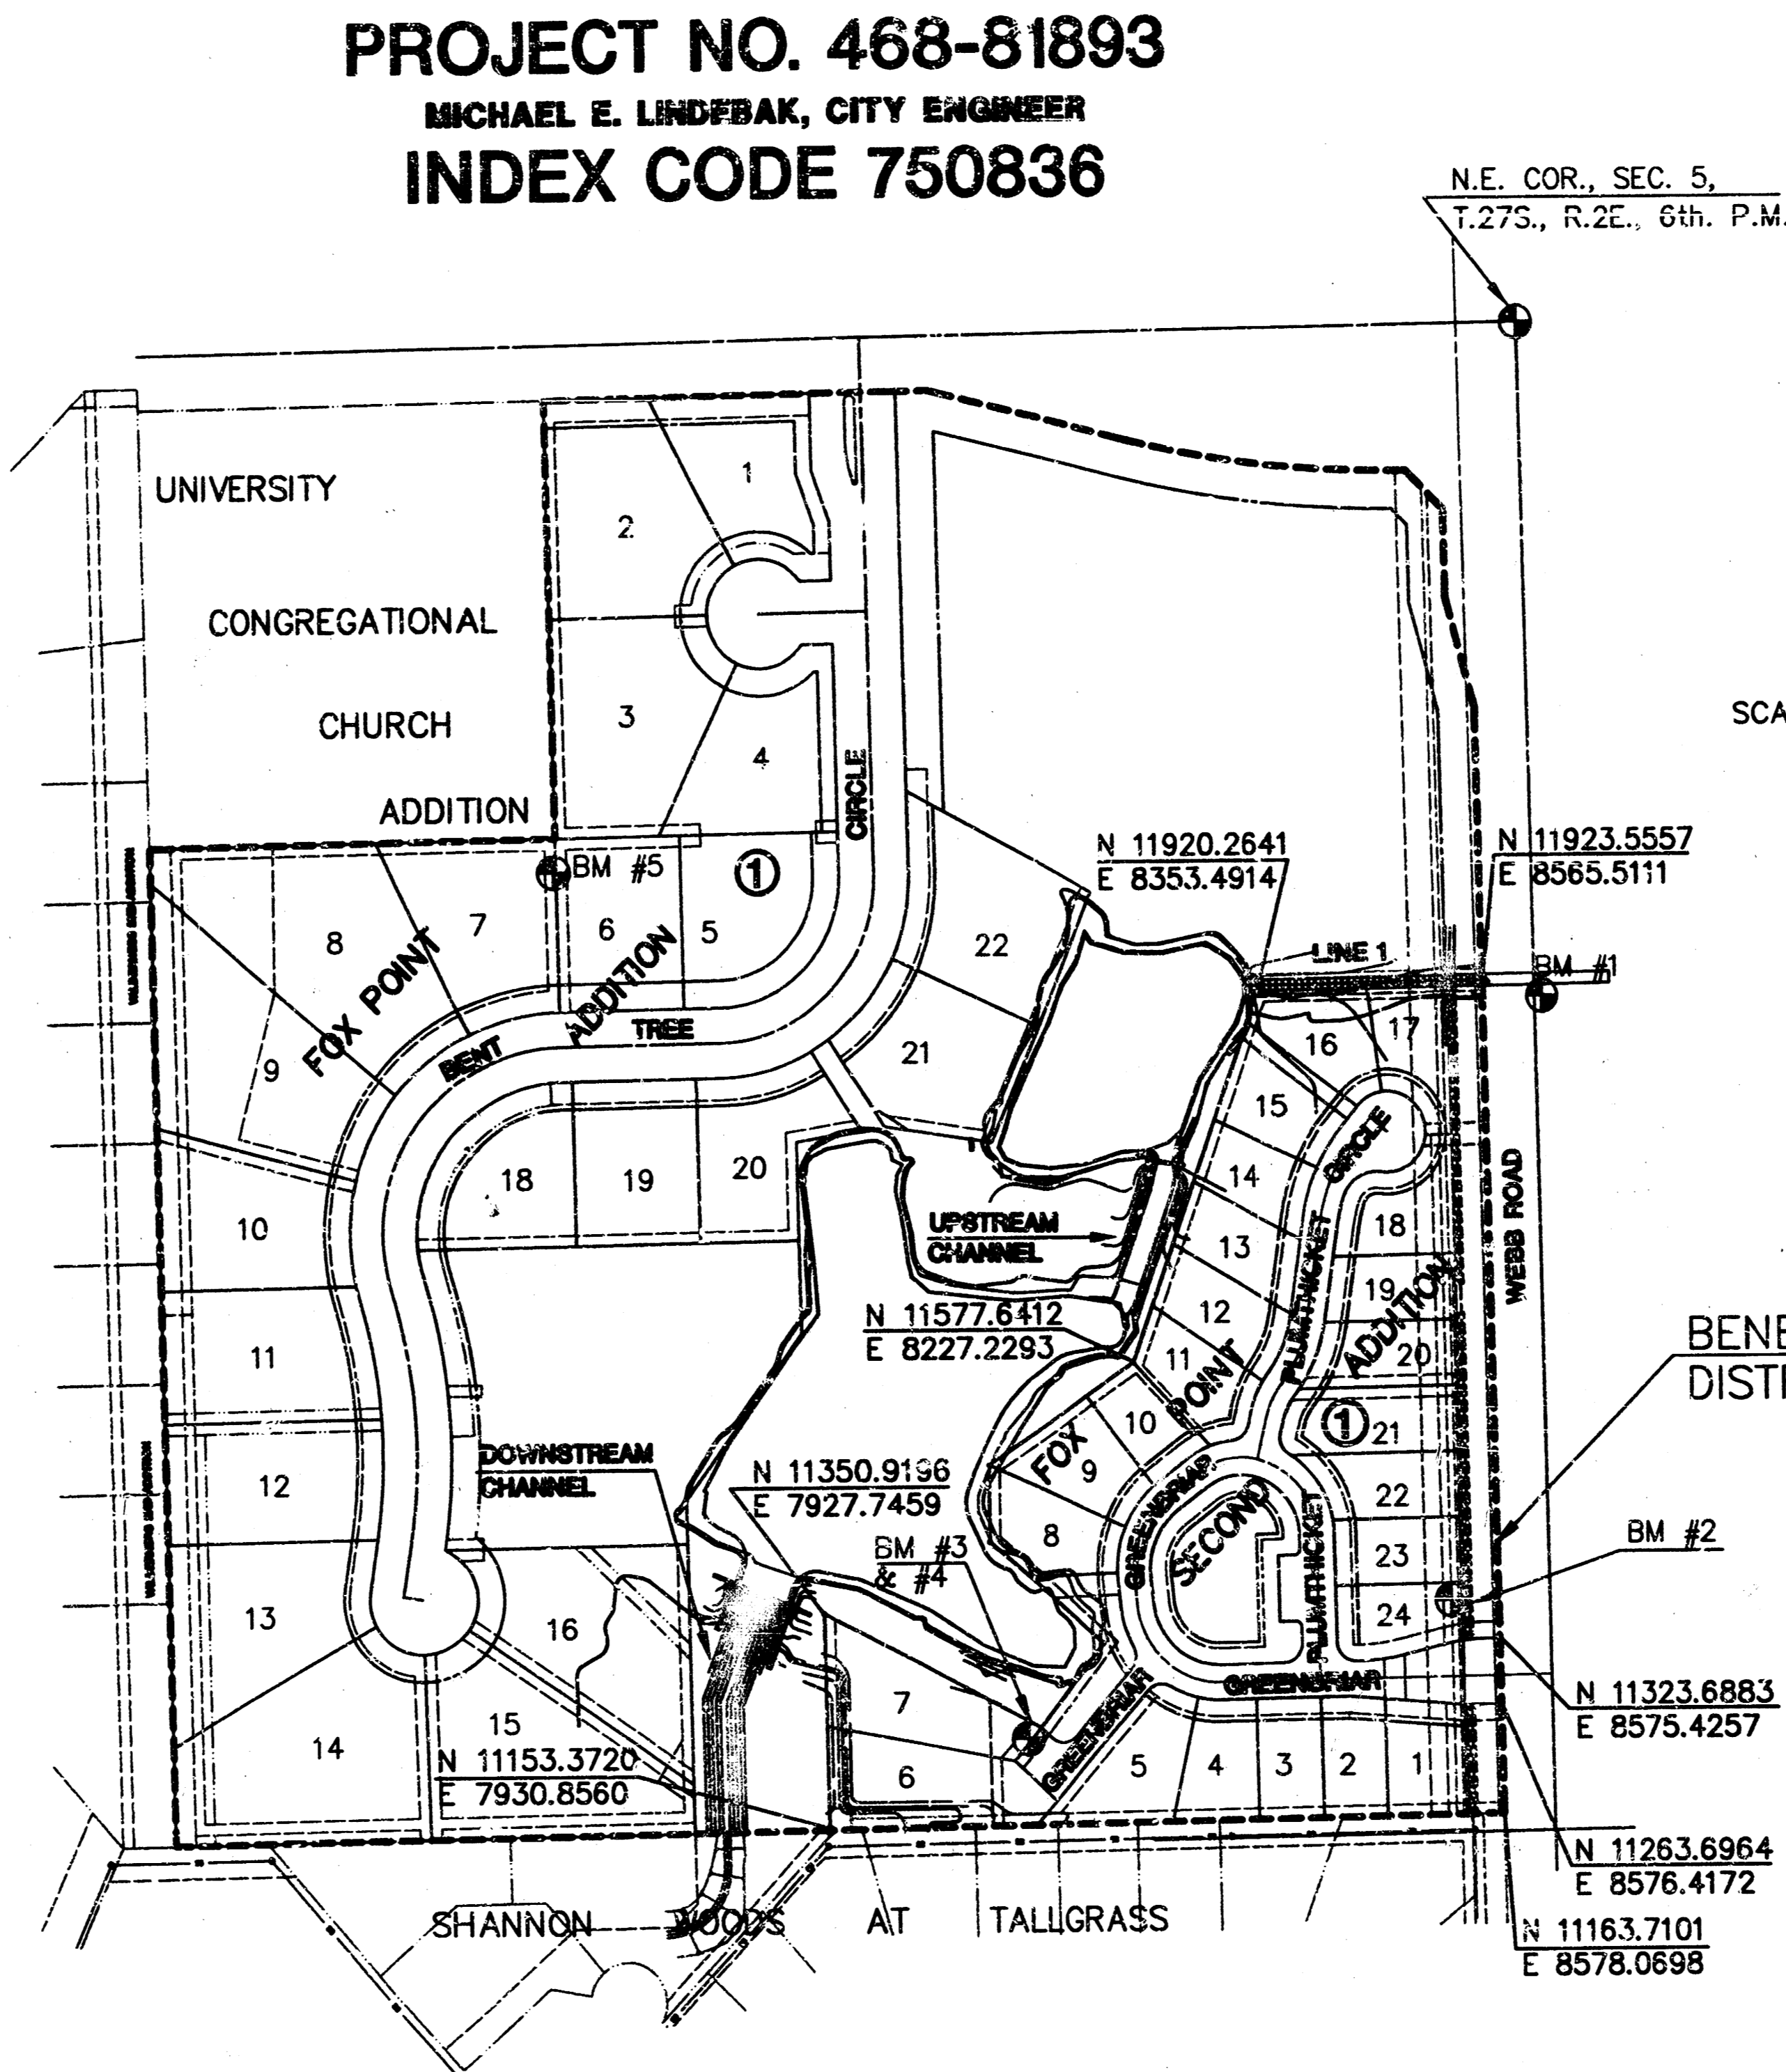 PROJECT NO. 468-81893
MICHAEL E. LINDEBAK, CITY ENGINEER
INDEX CODE 750836
N.E. COR., SEC. 5,
T.27S., R.2E., 6th. P.M.
UNIVERSITY
CONGREGATIONAL
CHURCH
ADDITION
1
2
3
4
CIRCLE
SCA
N 11920.2641
E 8353.4914
N 11923.5557
E 8565.5111
BM #5
1
8
7
6
5
22
FOX POINT
ADDITION
LINE 1
BM #1
BENT
TREE
9
21
16
17
15
CIRCLE
18
19
20
14
10
UPSTREAM
CHANNEL
13
18
PLUMTHICKET
WEBB ROAD
19
ADDITION
N 11577.6412
E 8227.2293
12
11
20
BENE
DISTR
11
POINT
10
1
21
DOWNSTREAM
CHANNEL
12
N 11350.9196
E 7927.7459
FOX
9
GREENBRIAR
SECOND
PLUMTHICKET
22
BM #3
& #4
8
23
BM #2
13
16
24
7
GREENBRIAR
GREENBRIAR
N 11323.6883
E 8575.4257
14
15
N 11153.3720
E 7930.8560
6
5
4
3
2
1
N 11263.6964
E 8576.4172
SHANNON WOODS AT TALLGRASS
N 11163.7101
E 8578.0698